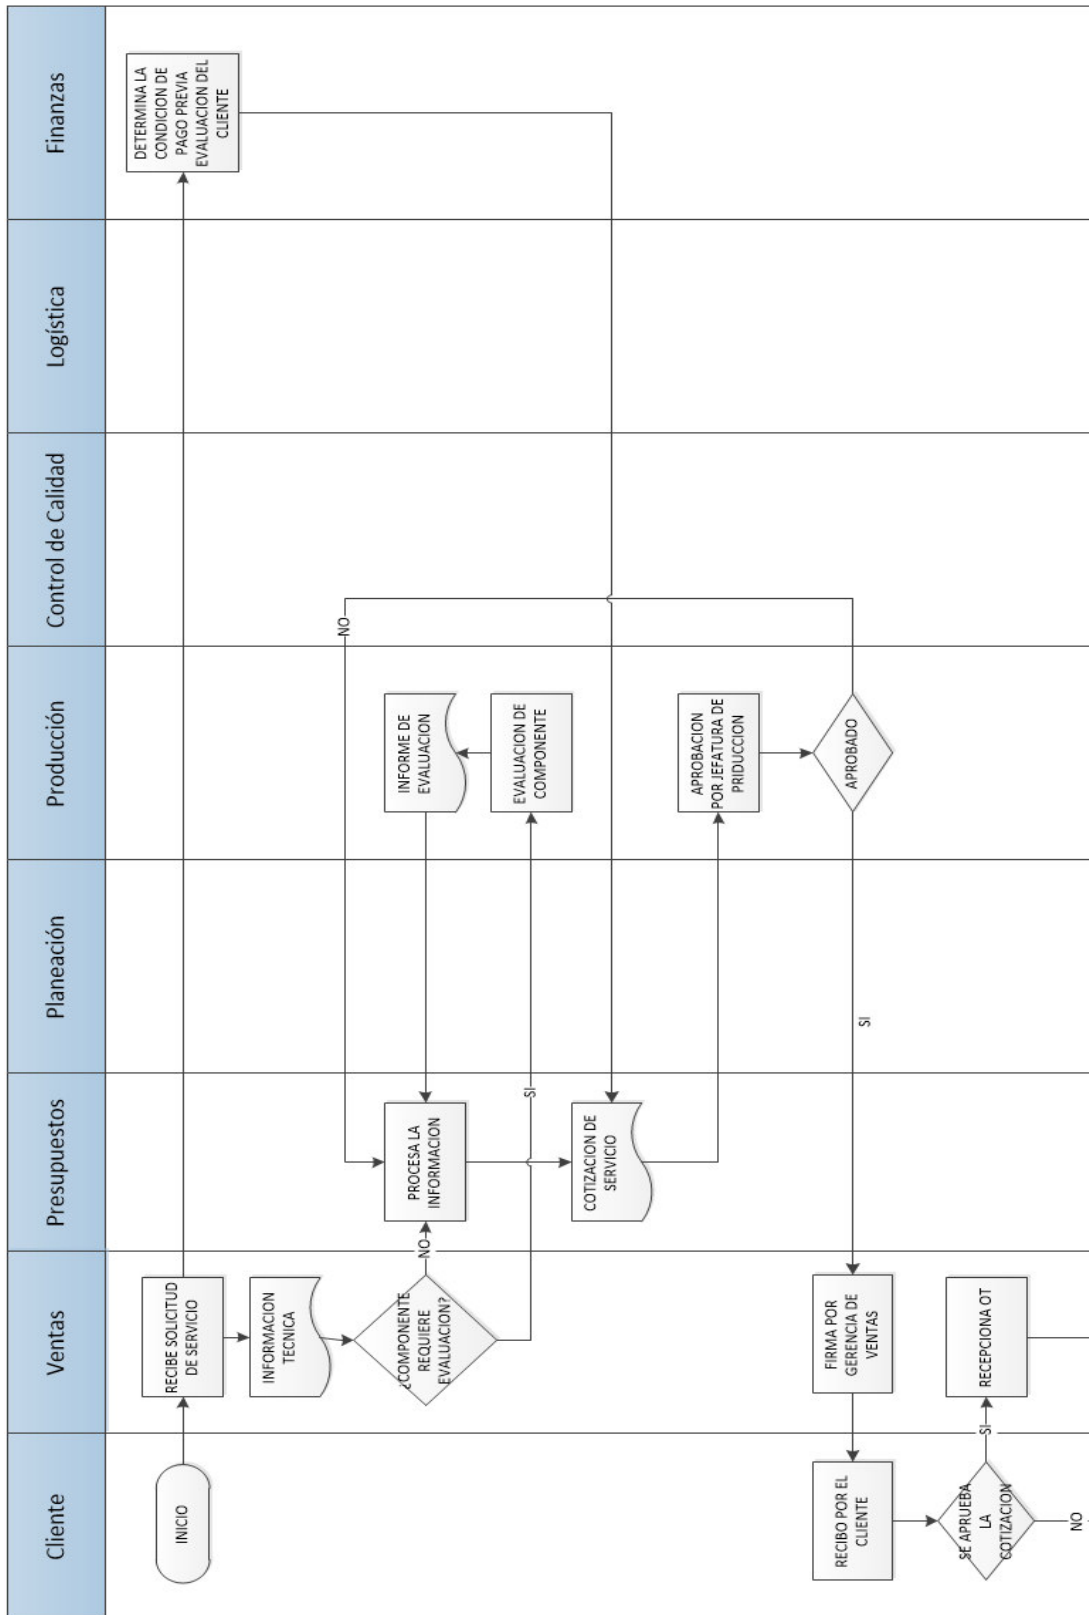 Cliente
Ventas
Presupuestos
Planeación
Producción
Control de Calidad
Logística
Finanzas
INICIO
RECIBE SOLICITUD
DE SERVICIO
DETERMINA LA
CONDICION DE
PAGO PREVIA
EVALUACION DEL
CLIENTE
INFORMACION
TECNICA
¿COMPONENTE
REQUIERE
EVALUACION?
NO
SI
PROCESA LA
INFORMACION
INFORME DE
EVALUACION
EVALUACION DE
COMPONENTE
NO
COTIZACION DE
SERVICIO
APROBACION
POR JEFATURA DE
PRIDUCCION
APROBADO
SI
FIRMA POR
GERENCIA DE
VENTAS
RECIBO POR EL
CLIENTE
SE APRUEBA
LA
COTIZACION
SI
RECEPCIONA OT
NO